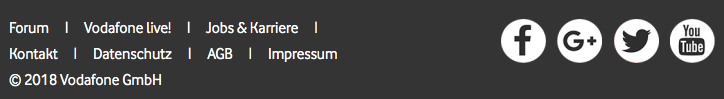 Forum | Vodafone live! | Jobs & Karriere |
Kontakt | Datenschutz | AGB | Impressum
© 2018 Vodafone GmbH
f G+ You Tube